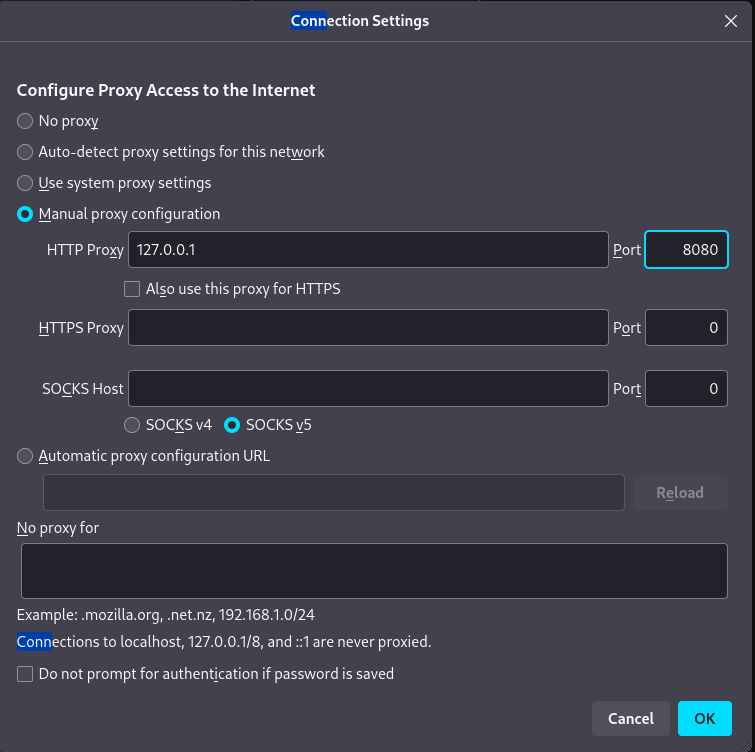 Connection Settings
Configure Proxy Access to the Internet
No proxy
Auto-detect proxy settings for this network
Use system proxy settings
Manual proxy configuration
HTTP Proxy 127.0.0.1 Port 8080
Also use this proxy for HTTPS
HTTPS Proxy Port 0
SOCKS Host Port 0
SOCKS v4 SOCKS v5
Automatic proxy configuration URL
Reload
No proxy for
Example: .mozilla.org, .net.nz, 192.168.1.0/24
Connections to localhost, 127.0.0.1/8, and ::1 are never proxied.
Do not prompt for authentication if password is saved
Cancel OK